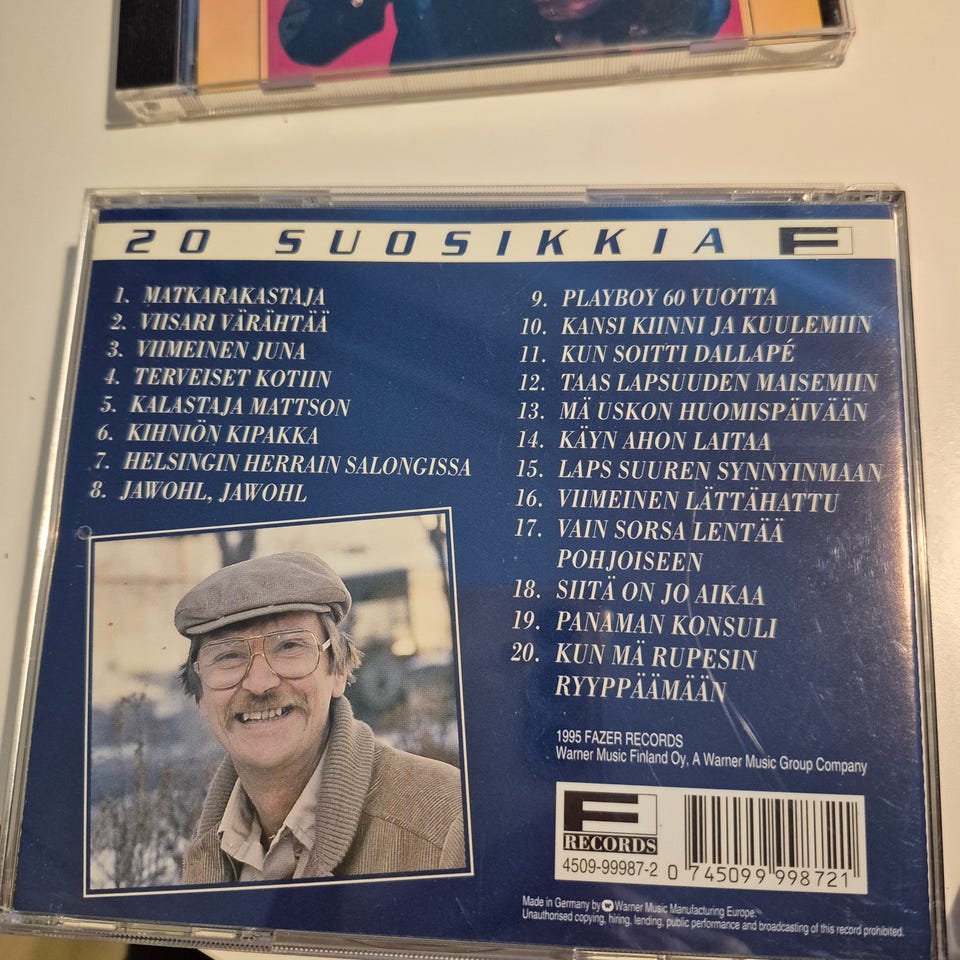 20 SUOSIKKIA F
1. MATKARAKASTAJA
2. VIISARI VÄRÄHTÄÄ
3. VIIMEINEN JUNA
4. TERVEISET KOTIIN
5. KALASTAJA MATTSON
6. KIHNIÖN KIPAKKA
7. HELSINGIN HERRAIN SALONGISSA
8. JAWOHL, JAWOHL
9. PLAYBOY 60 VUOTTA
10. KANSI KIINNI JA KUULEMIIN
11. KUN SOITTI DALLAPÉ
12. TAAS LAPSUUDEN MAISEMIIN
13. MÄ USKON HUOMISPÄIVÄÄN
14. KÄYN AHON LAITAA
15. LAPS SUUREN SYNNYINMAAN
16. VIIMEINEN LÄTTÄHATTU
17. VAIN SORSA LENTÄÄ
POHJOISEEN
18. SIITÄ ON JO AIKAA
19. PANAMAN KONSULI
20. KUN MÄ RUPESIN
RYYPPÄÄMÄÄN
1995 FAZER RECORDS
Warner Music Finland Oy, A Warner Music Group Company
F
RECORDS
4509-99987-2
0 745099 998721
Made in Germany by Warner Music Manufacturing Europe.
Unauthorised copying, hiring, lending, public performance and broadcasting of this record prohibited.